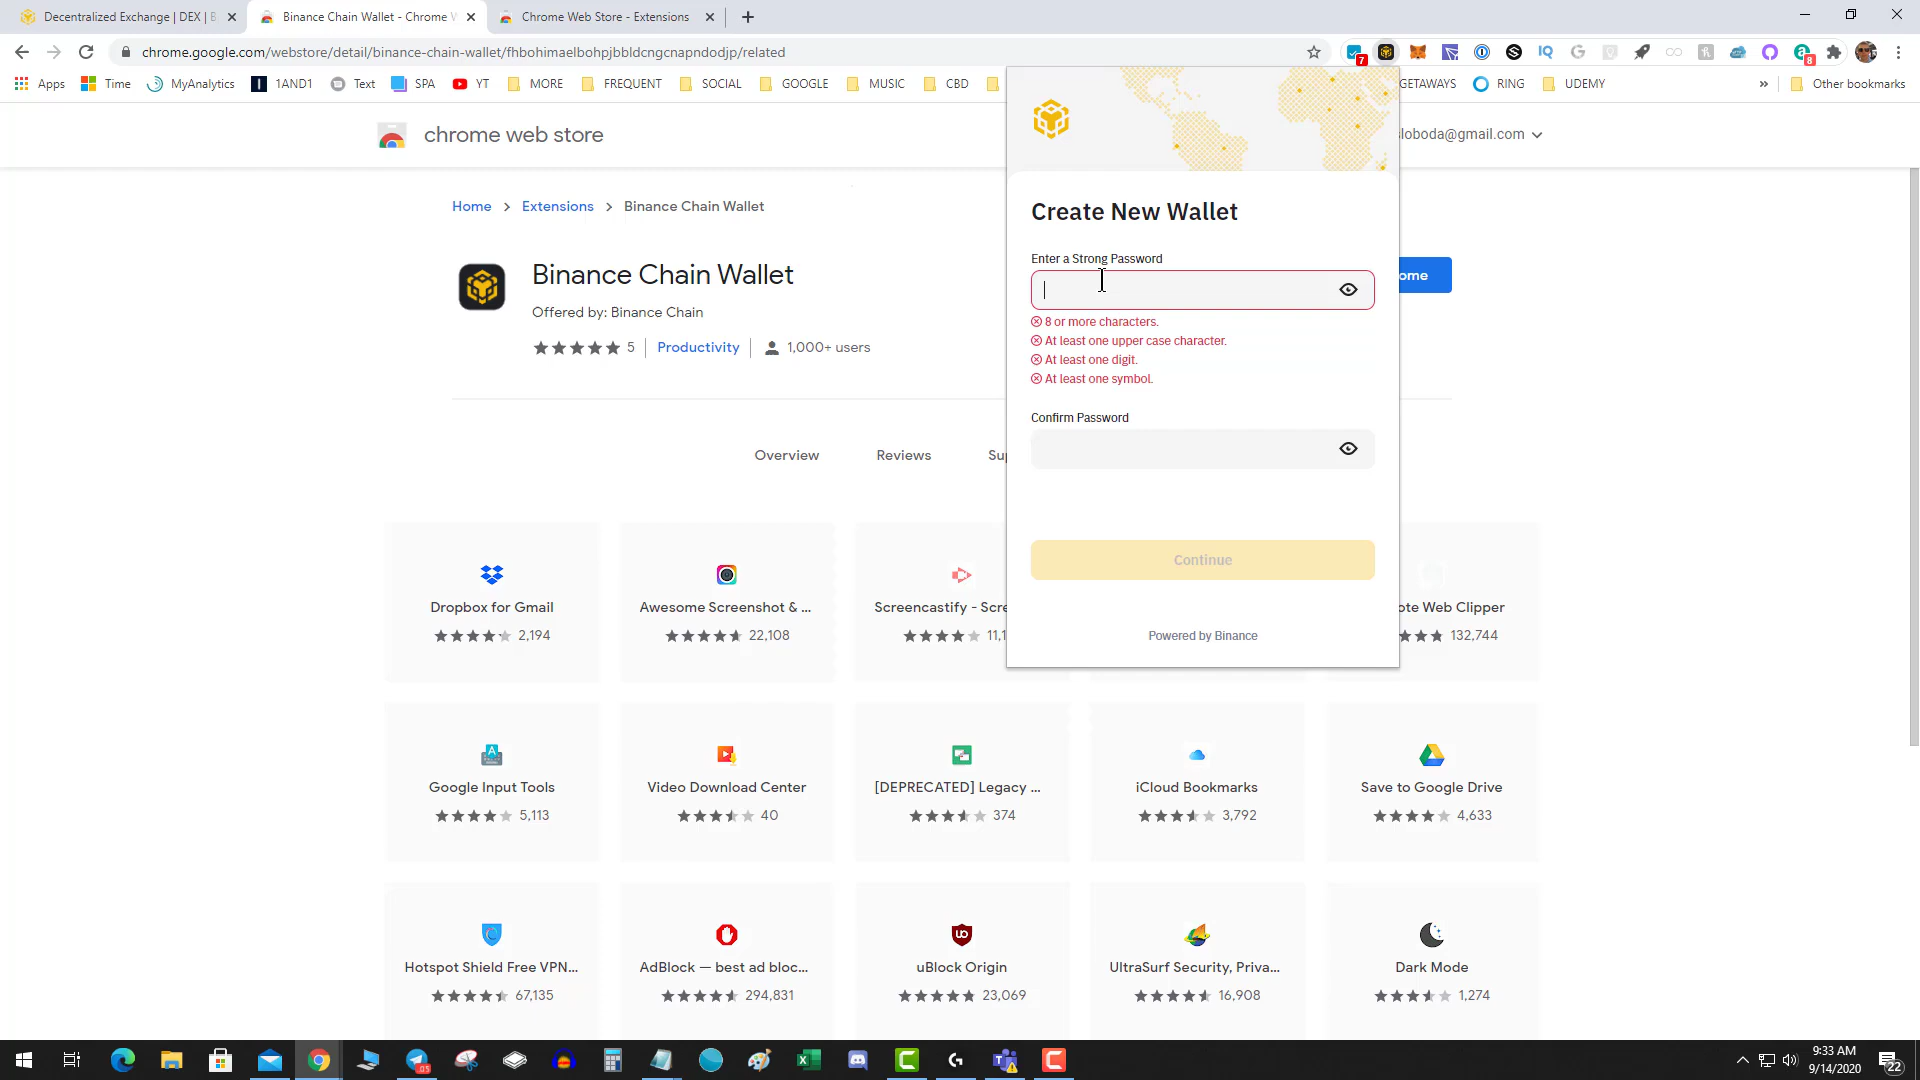 Decentralized Exchange | DEX | B
Binance Chain Wallet - Chrome W
Chrome Web Store - Extensions
chrome.google.com/webstore/detail/binance-chain-wallet/fhbohimaelbohpjbbldcngcnapndodjp/related
7
8
Apps
Time
MyAnalytics
1AND1
Text
SPA
YT
MORE
FREQUENT
SOCIAL
GOOGLE
MUSIC
CBD
GETAWAYS
RING
UDEMY
»
Other bookmarks
chrome web store
sloboda@gmail.com
Home > Extensions > Binance Chain Wallet
Binance Chain Wallet
Offered by: Binance Chain
5
Productivity
1,000+ users
ome
Overview
Reviews
Su
Create New Wallet
Enter a Strong Password
8 or more characters.
At least one upper case character.
At least one digit.
At least one symbol.
Confirm Password
Continue
Powered by Binance
Dropbox for Gmail
2,194
Awesome Screenshot & ...
22,108
Screencastify - Scre
11,1
ote Web Clipper
132,744
Google Input Tools
5,113
Video Download Center
40
[DEPRECATED] Legacy ...
374
iCloud Bookmarks
3,792
Save to Google Drive
4,633
Hotspot Shield Free VPN...
67,135
AdBlock — best ad bloc...
294,831
uBlock Origin
23,069
UltraSurf Security, Priva...
16,908
Dark Mode
1,274
9:33 AM
9/14/2020
22